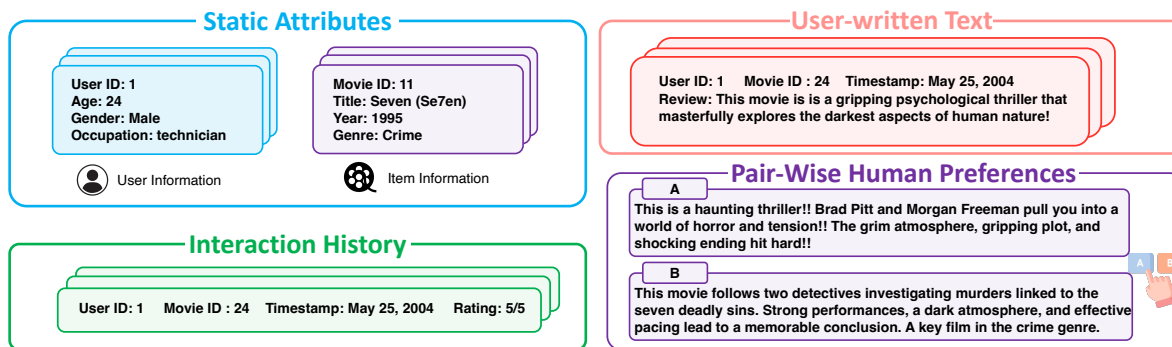 Static Attributes
User ID: 1
Age: 24
Gender: Male
Occupation: technician
Movie ID: 11
Title: Seven (Se7en)
Year: 1995
Genre: Crime
User Information
Item Information
Interaction History
User ID: 1 Movie ID : 24 Timestamp: May 25, 2004 Rating: 5/5
User-written Text
User ID: 1 Movie ID : 24 Timestamp: May 25, 2004
Review: This movie is is a gripping psychological thriller that
masterfully explores the darkest aspects of human nature!
Pair-Wise Human Preferences
A
This is a haunting thriller!! Brad Pitt and Morgan Freeman pull you into a
world of horror and tension!! The grim atmosphere, gripping plot, and
shocking ending hit hard!!
B
This movie follows two detectives investigating murders linked to the
seven deadly sins. Strong performances, a dark atmosphere, and effective
pacing lead to a memorable conclusion. A key film in the crime genre.
A B